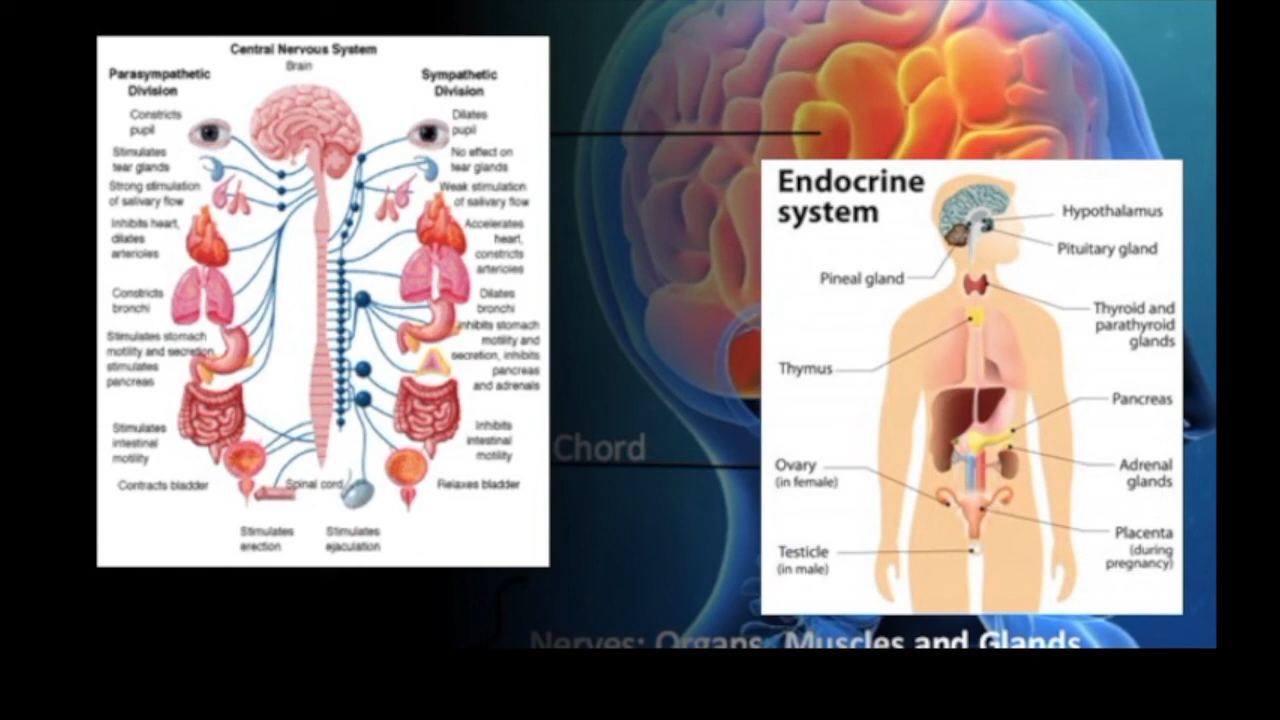 Central Nervous System
Brain
Parasympathetic
Division
Constricts
pupil
Stimulates
tear glands
Strong stimulation
of salivary flow
Inhibits heart,
dilates
arterioles
Constricts
bronchi
Stimulates stomach
motility and secretion,
stimulates
pancreas
Stimulates
intestinal
motility
Contracts bladder
Stimulates
erection
Spinal cord
Sympathetic
Division
Dilates
pupil
No effect on
tear glands
Weak stimulation
of salivary flow
Accelerates
heart,
constricts
arterioles
Dilates
bronchi
Inhibits stomach
motility and
secretion, inhibits
pancreas
and adrenals
Inhibits
intestinal
motility
Relaxes bladder
Stimulates
ejaculation
Chord
Endocrine
system
Hypothalamus
Pituitary gland
Pineal gland
Thyroid and
parathyroid
glands
Thymus
Pancreas
Ovary
(in female)
Adrenal
glands
Placenta
(during
pregnancy)
Testicle
(in male)
Nerves: Organs, Muscles and Glands